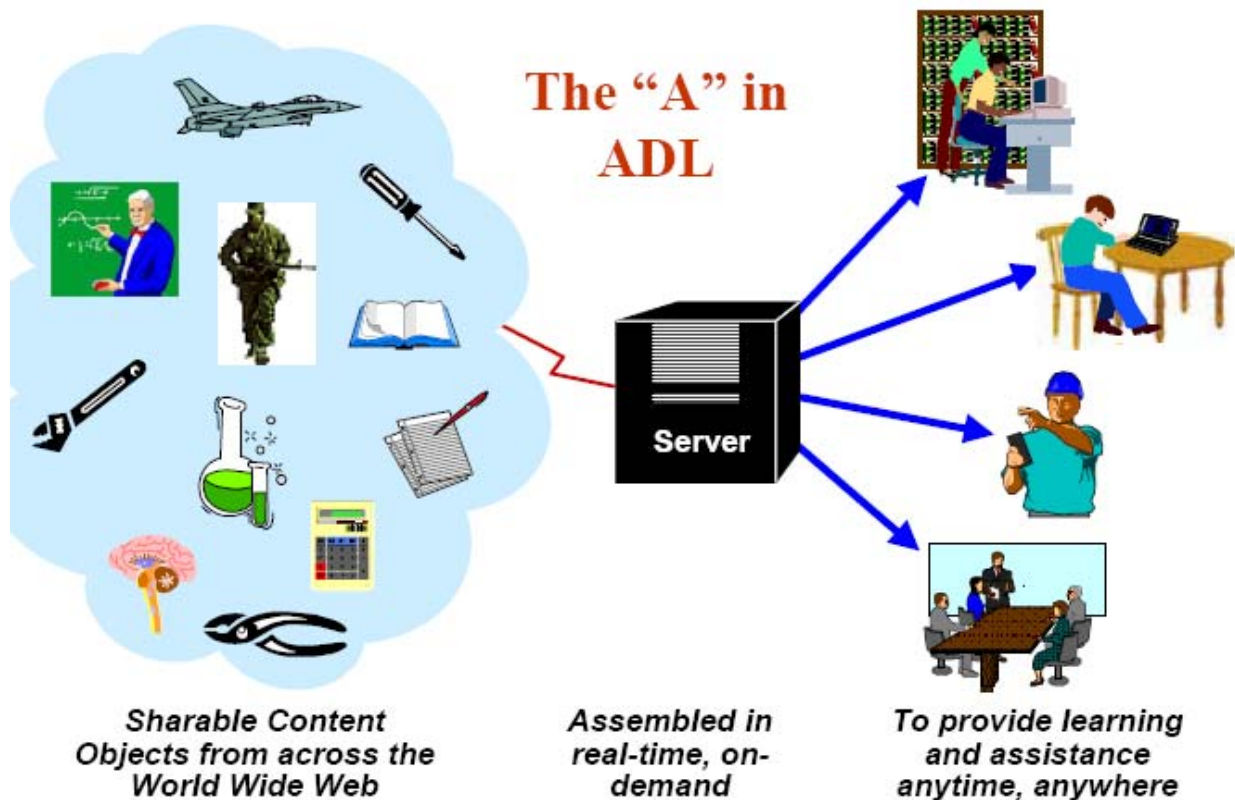 The “A” in
ADL
Server
Sharable Content
Objects from across the
World Wide Web
Assembled in
real-time, on-
demand
To provide learning
and assistance
anytime, anywhere